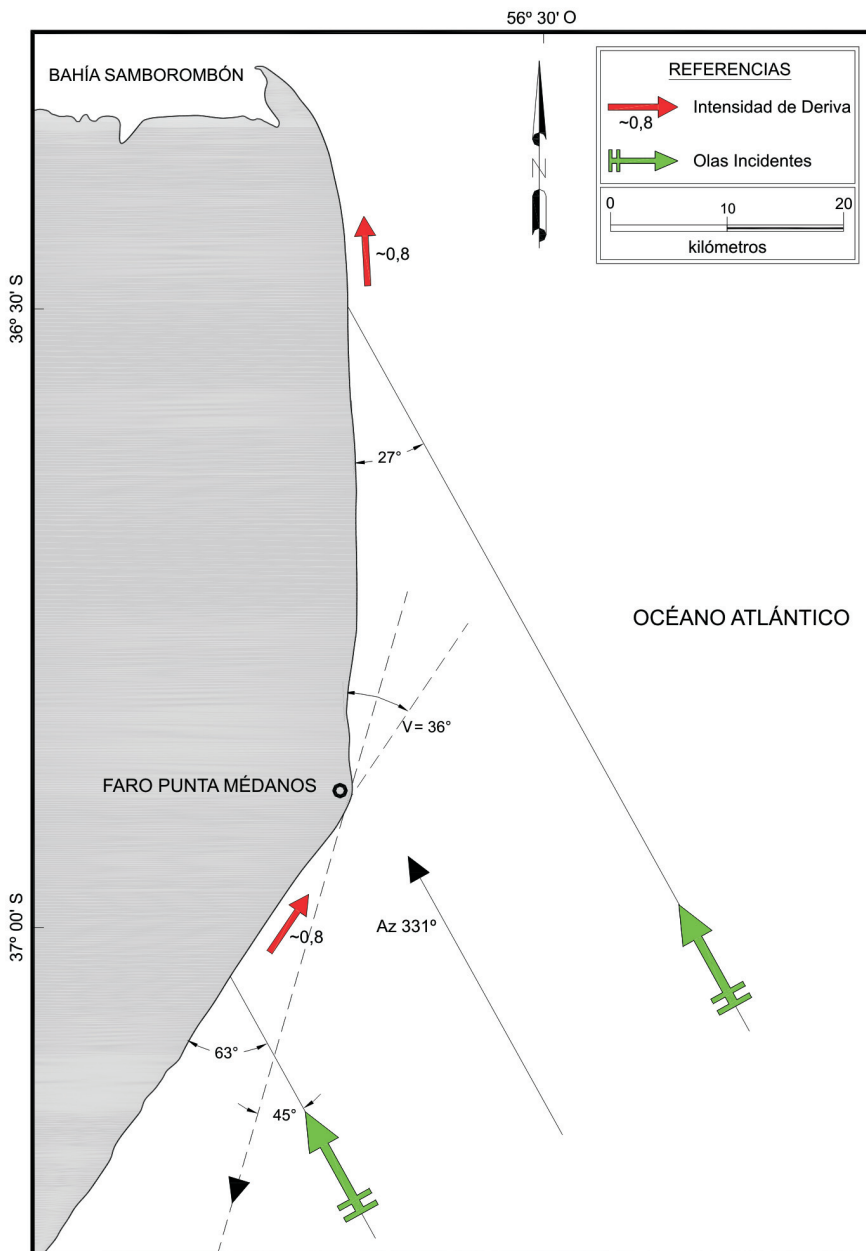 56º 30' O
BAHÍA SAMBOROMBÓN
REFERENCIAS
~0,8
Intensidad de Deriva
Olas Incidentes
0
10
20
kilómetros
N
~0,8
36º 30' S
27°
OCÉANO ATLÁNTICO
V = 36°
FARO PUNTA MÉDANOS
Az 331º
~0,8
37º 00' S
63°
45°